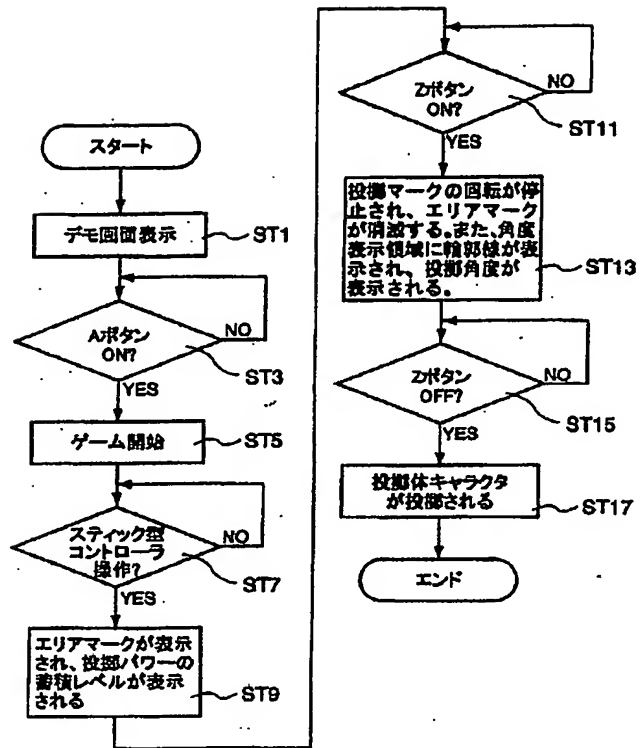 スタート
デモ画面表示
ST1
Aボタン
ON?
NO
ST3
YES
ゲーム開始
ST5
スティック型
コントローラ
操作?
NO
ST7
YES
エリアマークが表示
され、投擲パワーの
蓄積レベルが表示
される
ST9
Zボタン
ON?
NO
ST11
YES
投擲マークの回転が停
止され、エリアマーク
が消滅する。また、角度
表示領域に輪郭線が表
示され、投擲角度が
表示される。
ST13
Zボタン
OFF?
NO
ST15
YES
投擲体キャラクタ
が投擲される
ST17
エンド